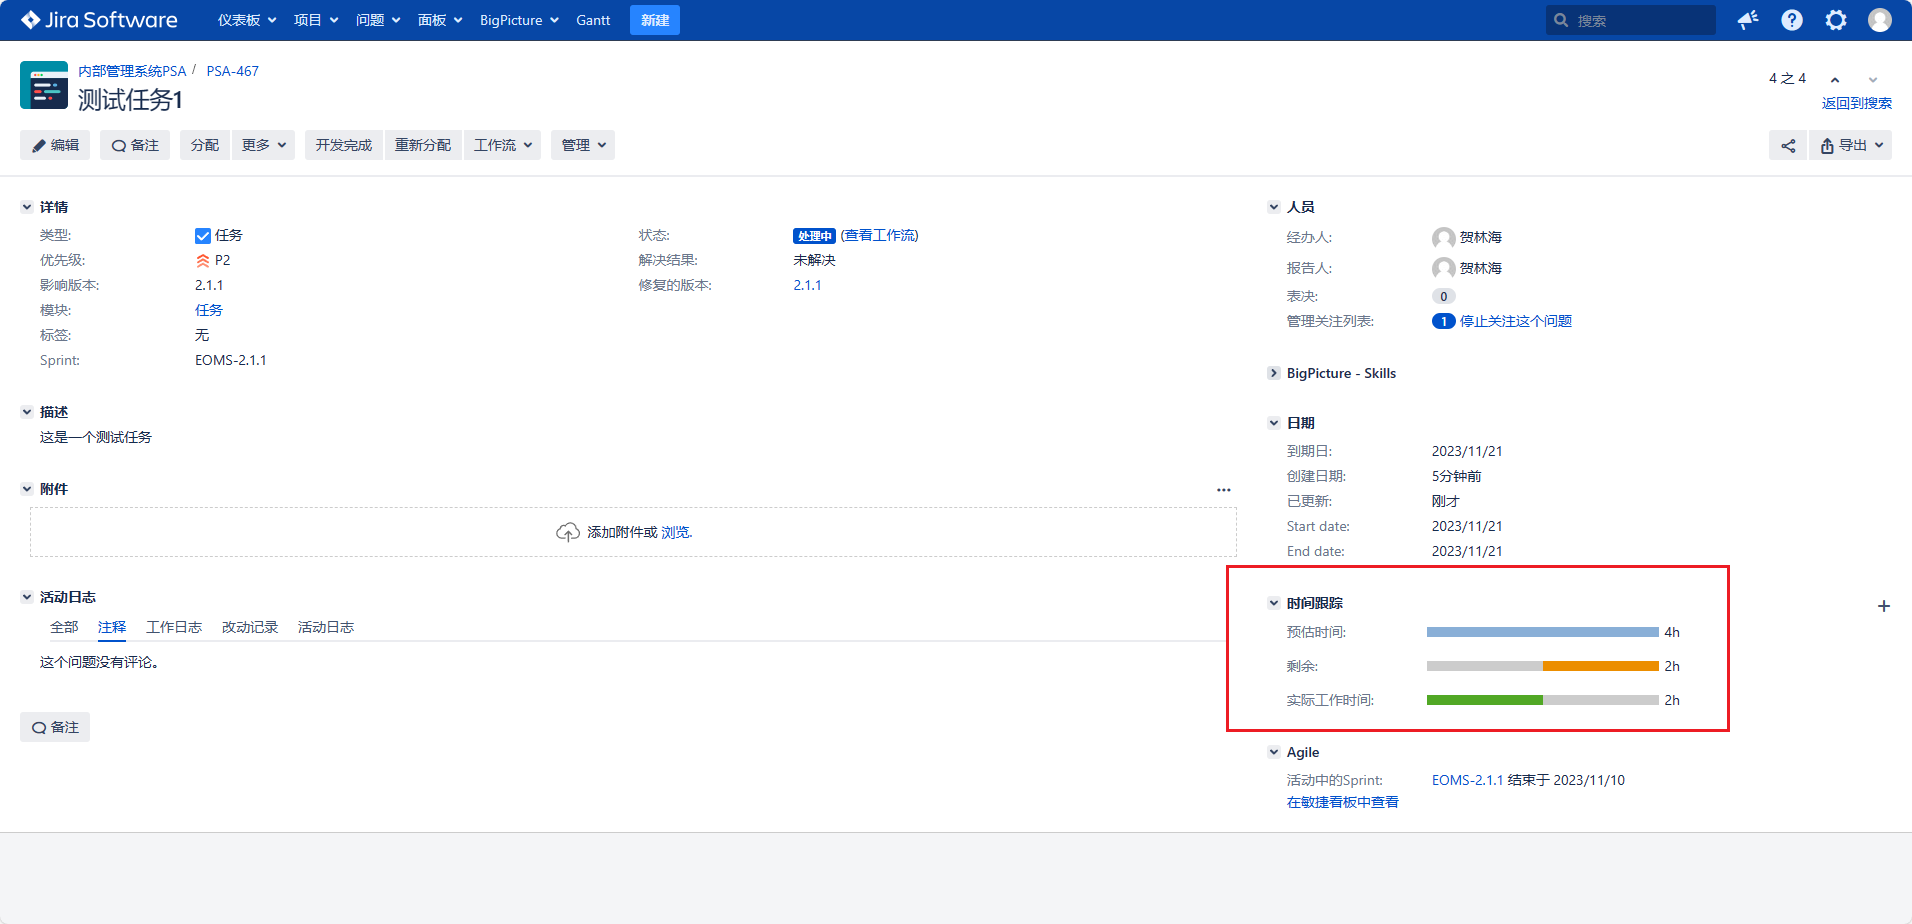 Jira Software 仪表板 项目 问题 面板 BigPicture Gantt 新建 搜索
内部管理系统PSA / PSA-467
测试任务1
4 之 4
返回到搜索
编辑 备注 分配 更多 开发完成 重新分配 工作流 管理 导出
详情
类型: 任务 状态: 处理中 (查看工作流)
优先级: P2 解决结果: 未解决
影响版本: 2.1.1 修复的版本: 2.1.1
模块: 任务
标签: 无
Sprint: EOMS-2.1.1
描述
这是一个测试任务
附件
添加附件或 浏览.
活动日志
全部 注释 工作日志 改动记录 活动日志
这个问题没有评论。
备注
人员
经办人: 贺林海
报告人: 贺林海
表决: 0
管理关注列表: 1 停止关注这个问题
BigPicture - Skills
日期
到期日: 2023/11/21
创建日期: 5分钟前
已更新: 刚才
Start date: 2023/11/21
End date: 2023/11/21
时间跟踪
预估时间: 4h
剩余: 2h
实际工作时间: 2h
Agile
活动中的Sprint: EOMS-2.1.1 结束于 2023/11/10
在敏捷看板中查看